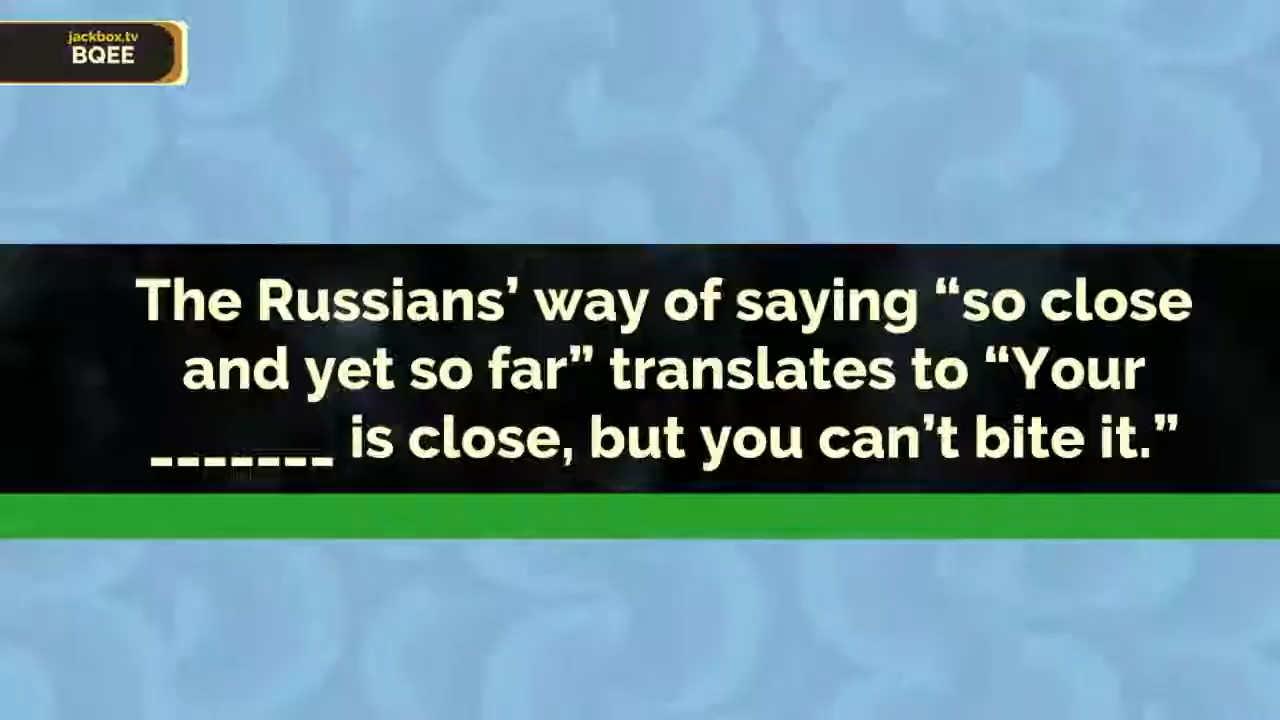 jackbox.tv
BQEE
The Russians’ way of saying “so close
and yet so far” translates to “Your
_______ is close, but you can’t bite it.”